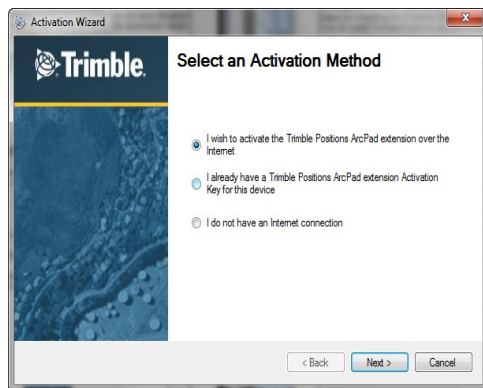 Activation Wizard
Trimble.
Select an Activation Method
I wish to activate the Trimble Positions ArcPad extension over the
Internet
I already have a Trimble Positions ArcPad extension Activation
Key for this device
I do not have an Internet connection
< Back
Next >
Cancel